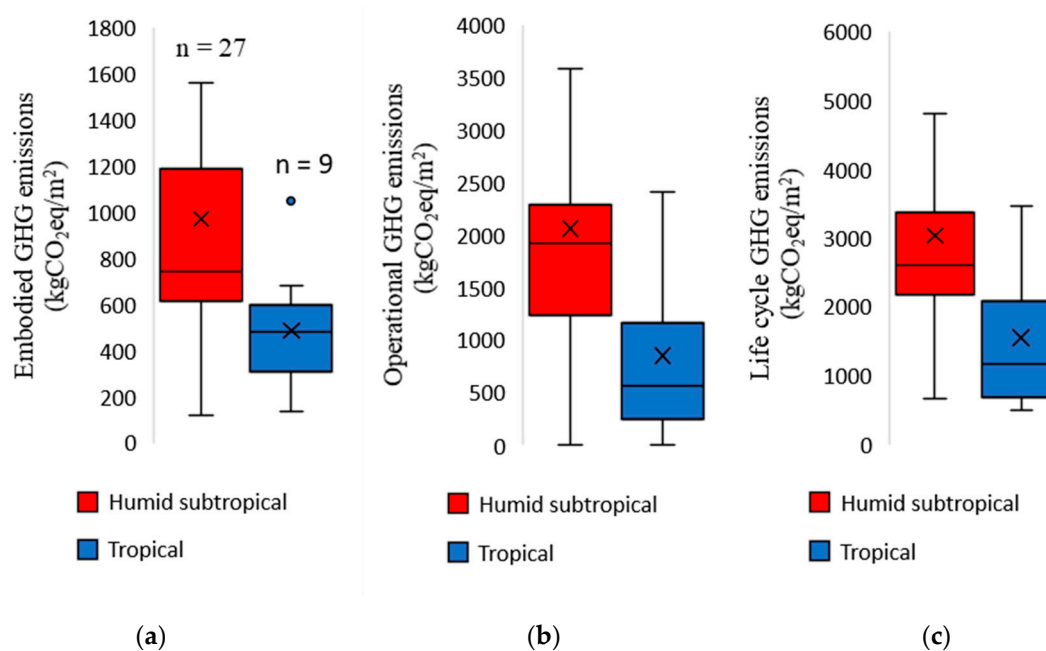 Embodied GHG emissions
(kgCO₂eq/m²)
1800
1600
1400
1200
1000
800
600
400
200
0
n = 27
n = 9
Humid subtropical
Tropical
(a)
Operational GHG emissions
(kgCO₂eq/m²)
4000
3500
3000
2500
2000
1500
1000
500
0
Humid subtropical
Tropical
(b)
Life cycle GHG emissions
(kgCO₂eq/m²)
6000
5000
4000
3000
2000
1000
0
Humid subtropical
Tropical
(c)